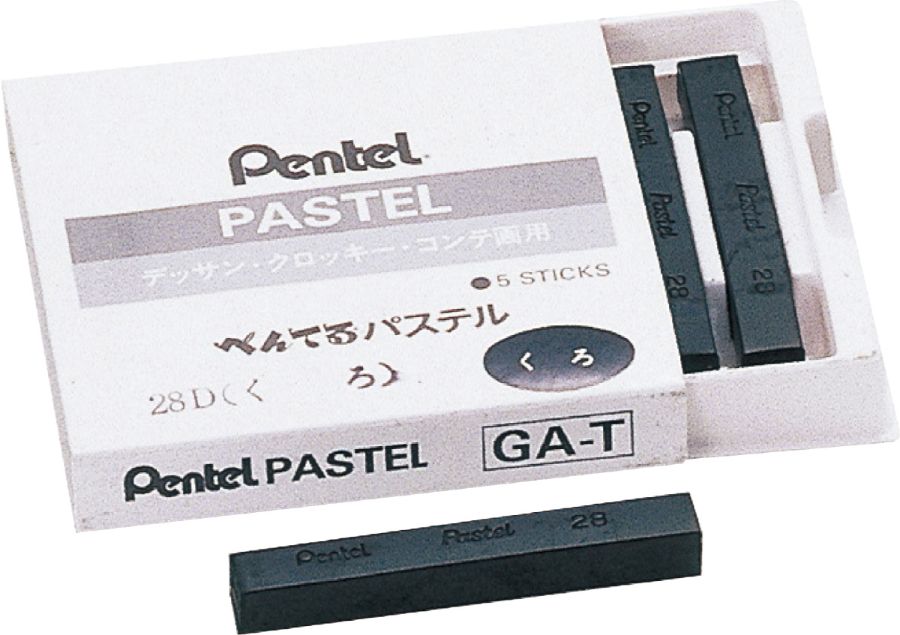 Pentel
PASTEL
デッサン・クロッキー・コンテ画用
●5 STICKS
ぺんてるパステル
28D(く ろ)
くろ
Pentel PASTEL GA-T
Pentel Pastel 28
Pentel Pastel 28
Pentel Pastel 28